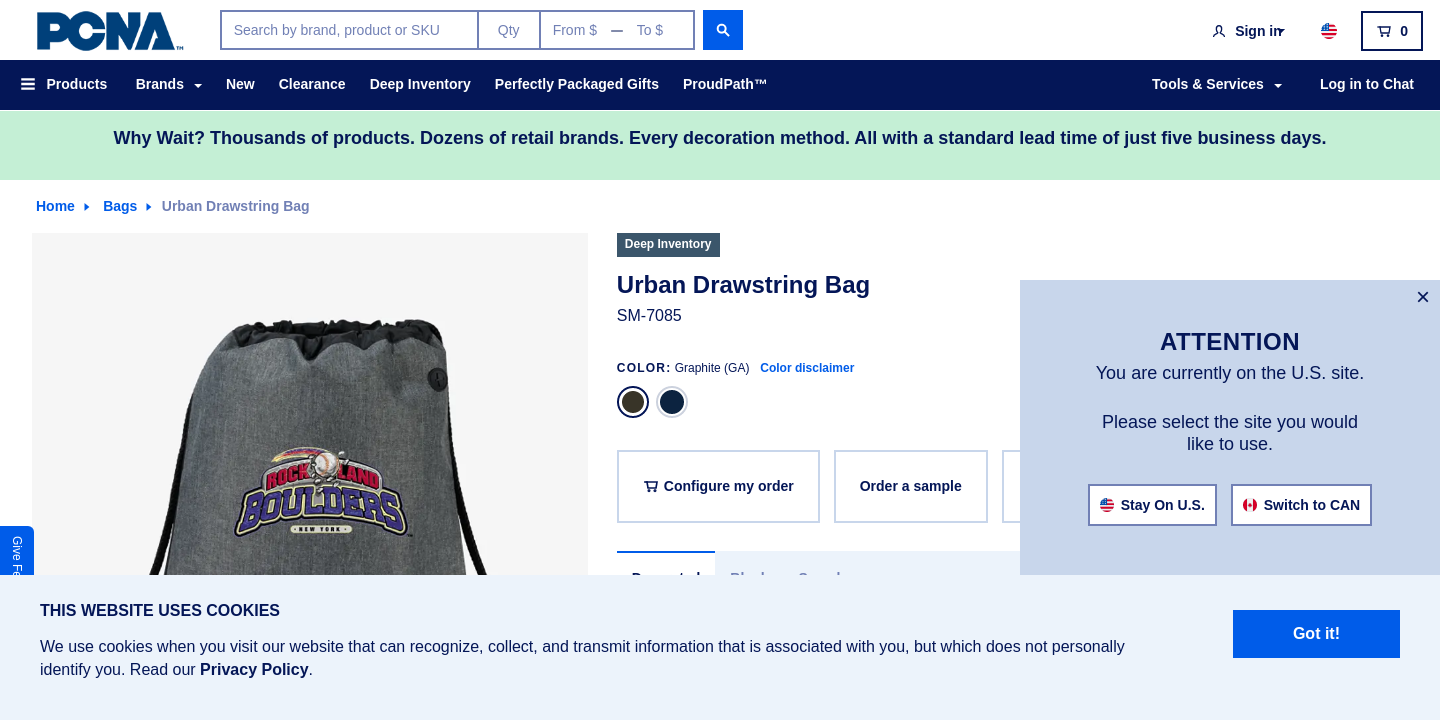 PCNA™
Search by brand, product or SKU
Qty
From $ — To $
Sign in
0
Products
Brands
New
Clearance
Deep Inventory
Perfectly Packaged Gifts
ProudPath™
Tools & Services
Log in to Chat
Why Wait? Thousands of products. Dozens of retail brands. Every decoration method. All with a standard lead time of just five business days.
Home
Bags
Urban Drawstring Bag
Deep Inventory
Urban Drawstring Bag
SM-7085
COLOR: Graphite (GA) Color disclaimer
Configure my order
Order a sample
ROCKLAND
BOULDERS
NEW YORK
ATTENTION
You are currently on the U.S. site.
Please select the site you would
like to use.
Stay On U.S.
Switch to CAN
Give
THIS WEBSITE USES COOKIES
We use cookies when you visit our website that can recognize, collect, and transmit information that is associated with you, but which does not personally
identify you. Read our Privacy Policy.
Got it!